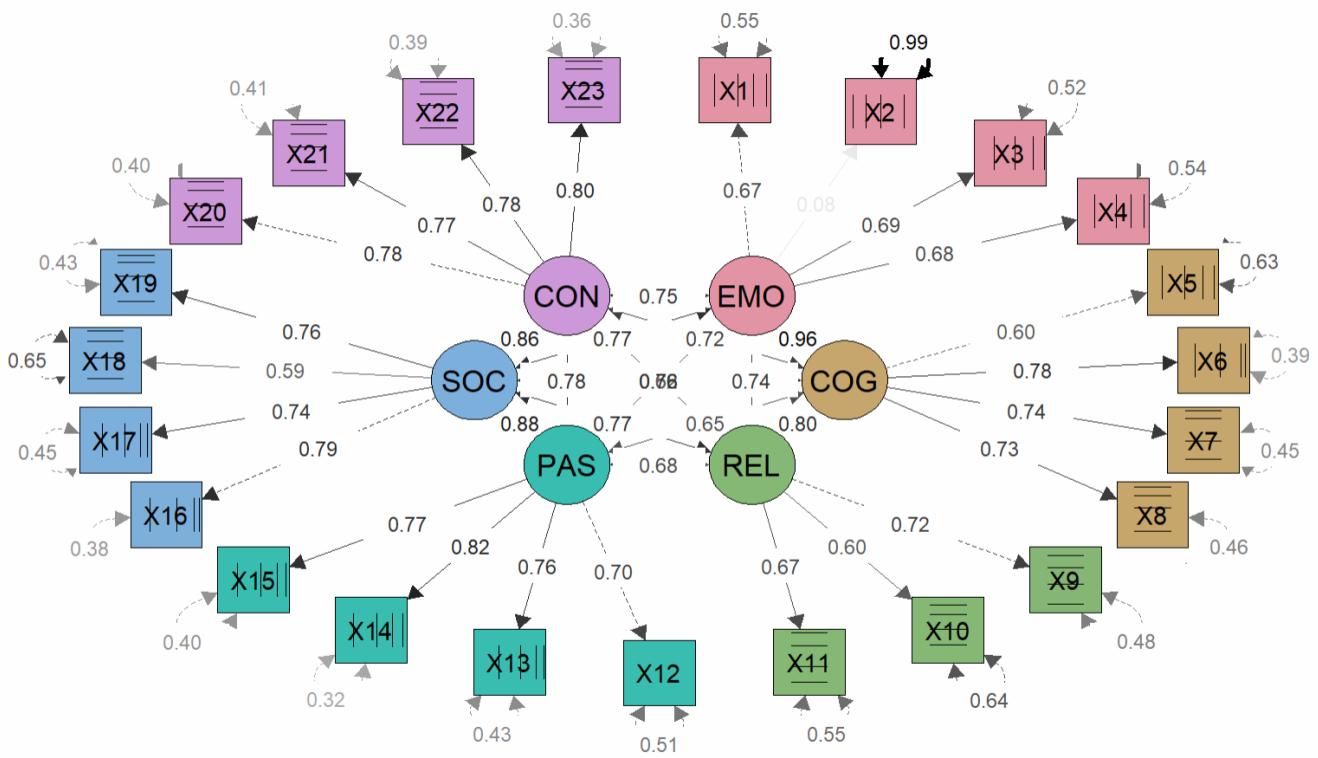 0.36 0.55
0.39 0.99
X23 X1
0.41 X22 X2 0.52
X21 X3
0.40 0.54
0.80 0.67
X20 0.78 0.08 X4
0.77 0.69
0.43 0.78 0.68 0.63
X19 X5
CON 0.75 EMO
0.76 0.60
0.86 0.77 0.72 0.96
0.65 X18 X6 0.39
0.59 SOC 0.78 0.74 COG 0.78
0.74 0.74
0.88 0.77 0.65 0.80
0.45 X17 X7 0.45
0.79 0.73
PAS 0.68 REL
X16 X8
0.77 0.72
0.38 0.82 0.60 0.46
0.76 0.70 0.67
X15 X9
X14 X10
0.40 0.48
X13 X12 X11
0.32 0.64
0.43 0.51 0.55